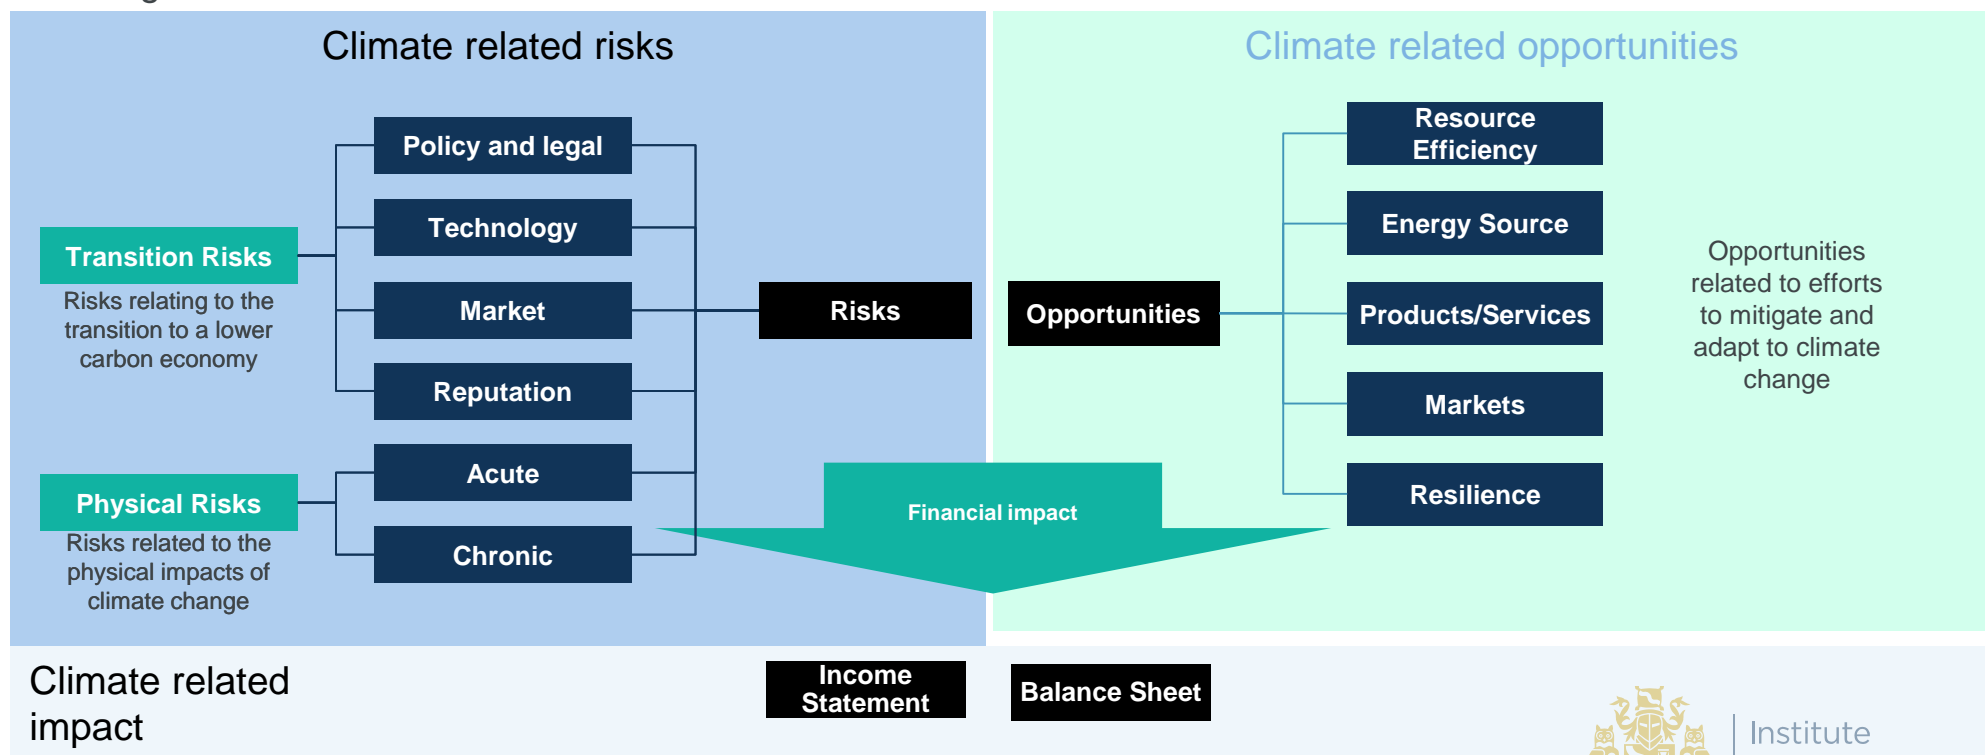 Climate related risks
Policy and legal
Technology
Transition Risks
Risks relating to the
transition to a lower
carbon economy
Market
Reputation
Risks
Acute
Physical Risks
Risks related to the
physical impacts of
climate change
Chronic
Climate related opportunities
Resource
Efficiency
Energy Source
Opportunities
Products/Services
Markets
Resilience
Opportunities
related to efforts
to mitigate and
adapt to climate
change
Financial impact
Climate related
impact
Income
Statement
Balance Sheet
Institute